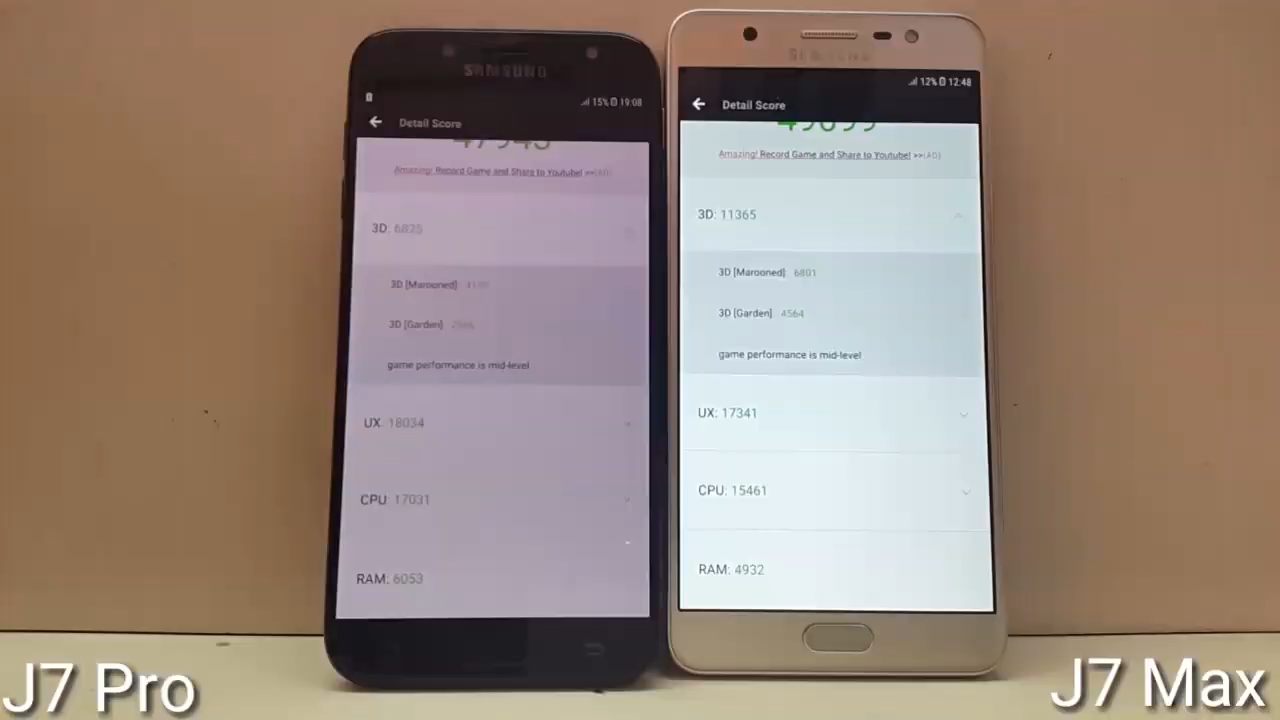 SAMSUNG
15% 19:08
Detail Score
47943
Amazing! Record Game and Share to Youtube! >>(AD)
3D: 6825
3D [Marooned]
3D [Garden]
game performance is mid-level
UX: 18034
CPU: 17031
RAM: 6053
J7 Pro
SAMSUNG
12% 12:48
Detail Score
49099
Amazing! Record Game and Share to Youtube! >>(AD)
3D: 11365
3D [Marooned] 6801
3D [Garden] 4564
game performance is mid-level
UX: 17341
CPU: 15461
RAM: 4932
J7 Max